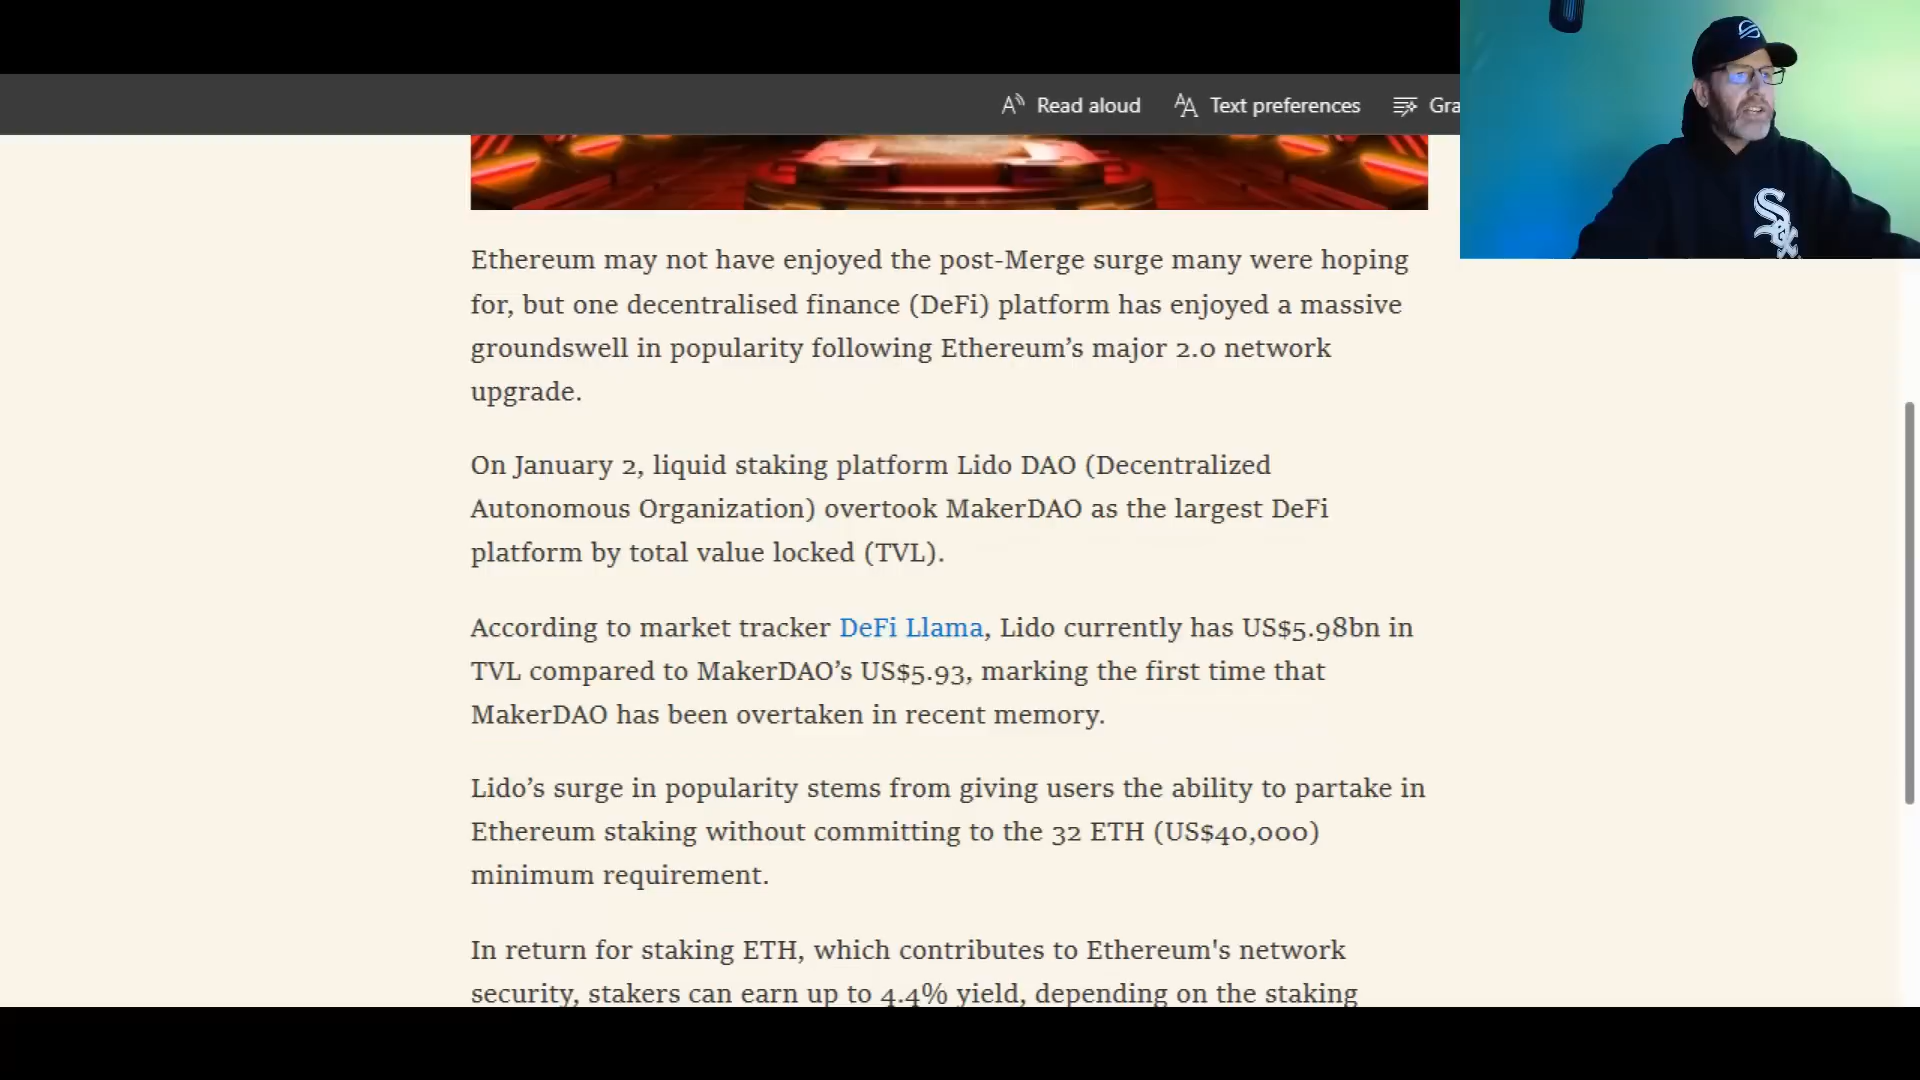 Read aloud Text preferences Gra
Ethereum may not have enjoyed the post-Merge surge many were hoping
for, but one decentralised finance (DeFi) platform has enjoyed a massive
groundswell in popularity following Ethereum’s major 2.0 network
upgrade.
On January 2, liquid staking platform Lido DAO (Decentralized
Autonomous Organization) overtook MakerDAO as the largest DeFi
platform by total value locked (TVL).
According to market tracker DeFi Llama, Lido currently has US$5.98bn in
TVL compared to MakerDAO’s US$5.93, marking the first time that
MakerDAO has been overtaken in recent memory.
Lido’s surge in popularity stems from giving users the ability to partake in
Ethereum staking without committing to the 32 ETH (US$40,000)
minimum requirement.
In return for staking ETH, which contributes to Ethereum's network
security, stakers can earn up to 4.4% yield, depending on the staking
Sox